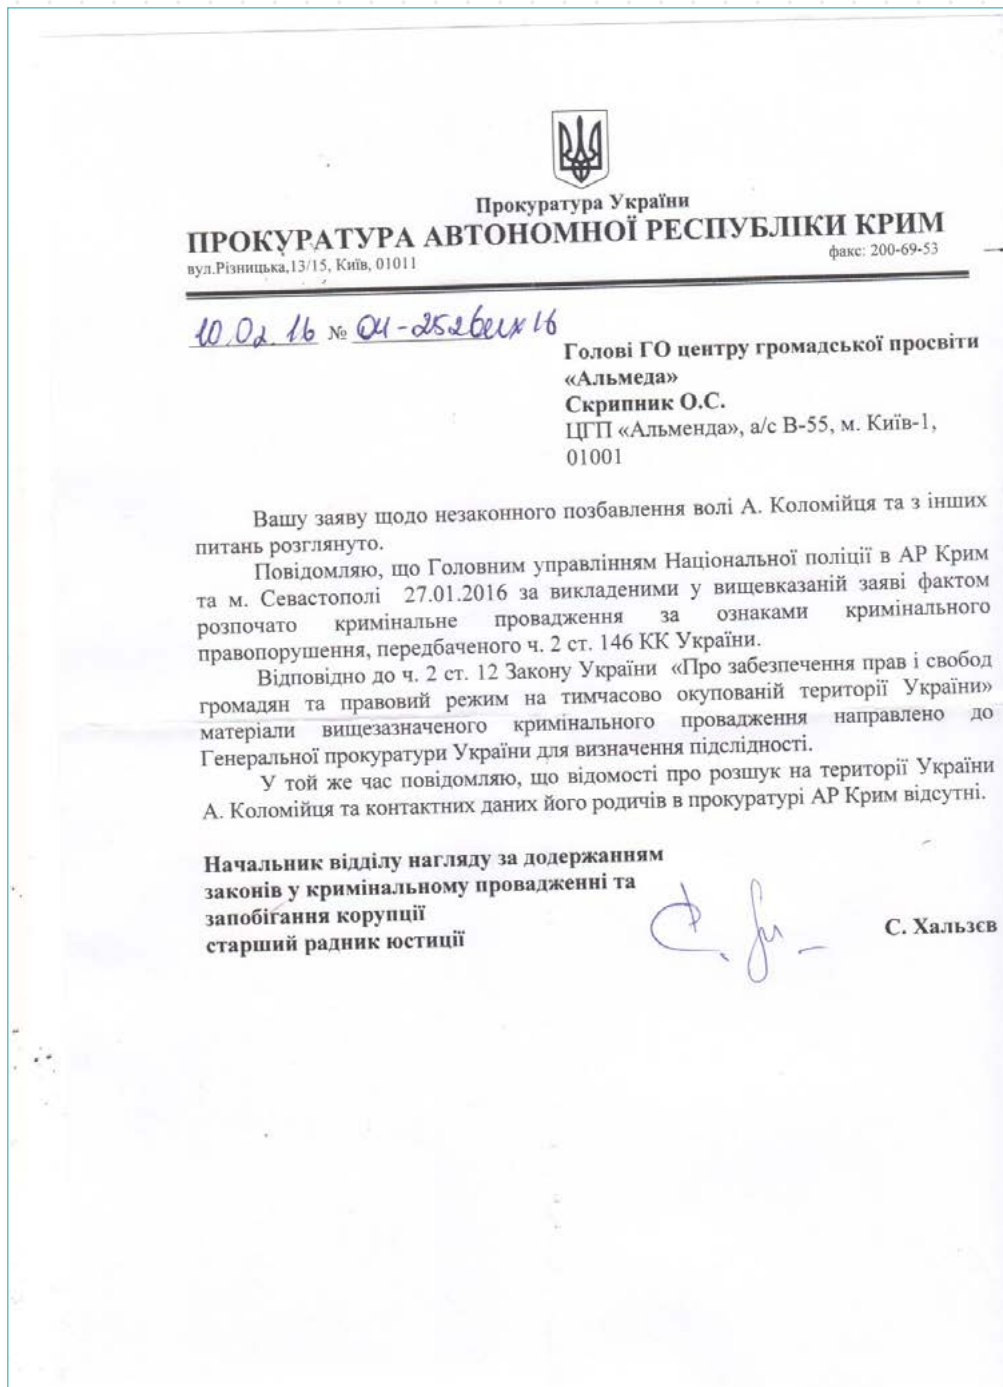 Прокуратура України
ПРОКУРАТУРА АВТОНОМНОЇ РЕСПУБЛІКИ КРИМ
вул.Різницька,13/15, Київ, 01011 факс: 200-69-53
10.02.16 № 04-252вих16
Голові ГО центру громадської просвіти
«Альмеда»
Скрипник О.С.
ЦГП «Альменда», а/с В-55, м. Київ-1,
01001
Вашу заяву щодо незаконного позбавлення волі А. Коломійця та з інших
питань розглянуто.
Повідомляю, що Головним управлінням Національної поліції в АР Крим
та м. Севастополі 27.01.2016 за викладеними у вищевказаній заяві фактом
розпочато кримінальне провадження за ознаками кримінального
правопорушення, передбаченого ч. 2 ст. 146 КК України.
Відповідно до ч. 2 ст. 12 Закону України «Про забезпечення прав і свобод
громадян та правовий режим на тимчасово окупованій території України»
матеріали вищезазначеного кримінального провадження направлено до
Генеральної прокуратури України для визначення підслідності.
У той же час повідомляю, що відомості про розшук на території України
А. Коломійця та контактних даних його родичів в прокуратурі АР Крим відсутні.
Начальник відділу нагляду за додержанням
законів у кримінальному провадженні та
запобігання корупції
старший радник юстиції С. Хальзєв